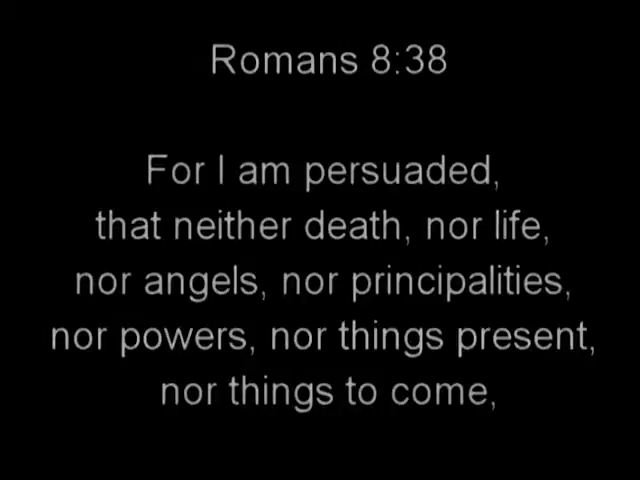 Romans 8:38
For I am persuaded,
that neither death, nor life,
nor angels, nor principalities,
nor powers, nor things present,
nor things to come,